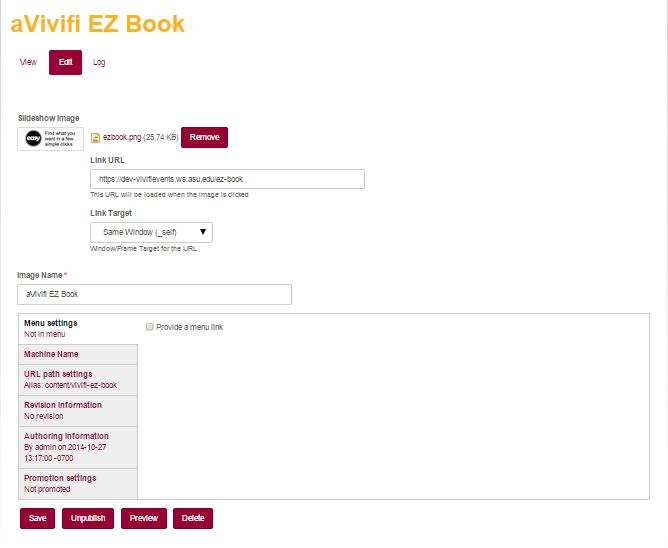 aVivifi EZ Book
View Edit Log
Slideshow Image
easy Find what you want in a few simple clicks
ezbook.png (25.74 KB) Remove
Link URL
https://dev-vivifievents.ws.asu.edu/ez-book
This URL will be loaded when the image is clicked
Link Target
Same Window (_self)
Window/Frame Target for the URL
Image Name *
aVivifi EZ Book
Menu settings
Not in menu
Provide a menu link
Machine Name
URL path settings
Alias: content/vivifi-ez-book
Revision information
No revision
Authoring information
By admin on 2014-10-27
13:17:00 -0700
Promotion settings
Not promoted
Save Unpublish Preview Delete